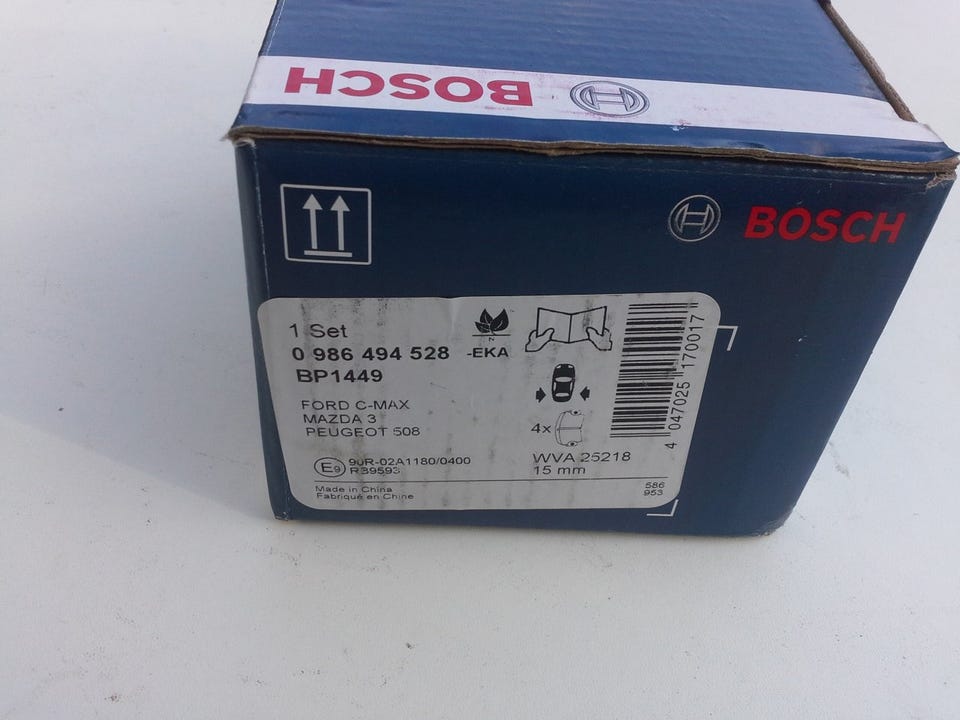 BOSCH
BOSCH
1 Set
0 986 494 528 -EKA
N
BP1449
FORD C-MAX
MAZDA 3
PEUGEOT 508
4x
E9 90R-02A1180/0400
RB9593
WVA 25218
15 mm
Made in China
Fabriqué en Chine
586
953
4 047025 170017